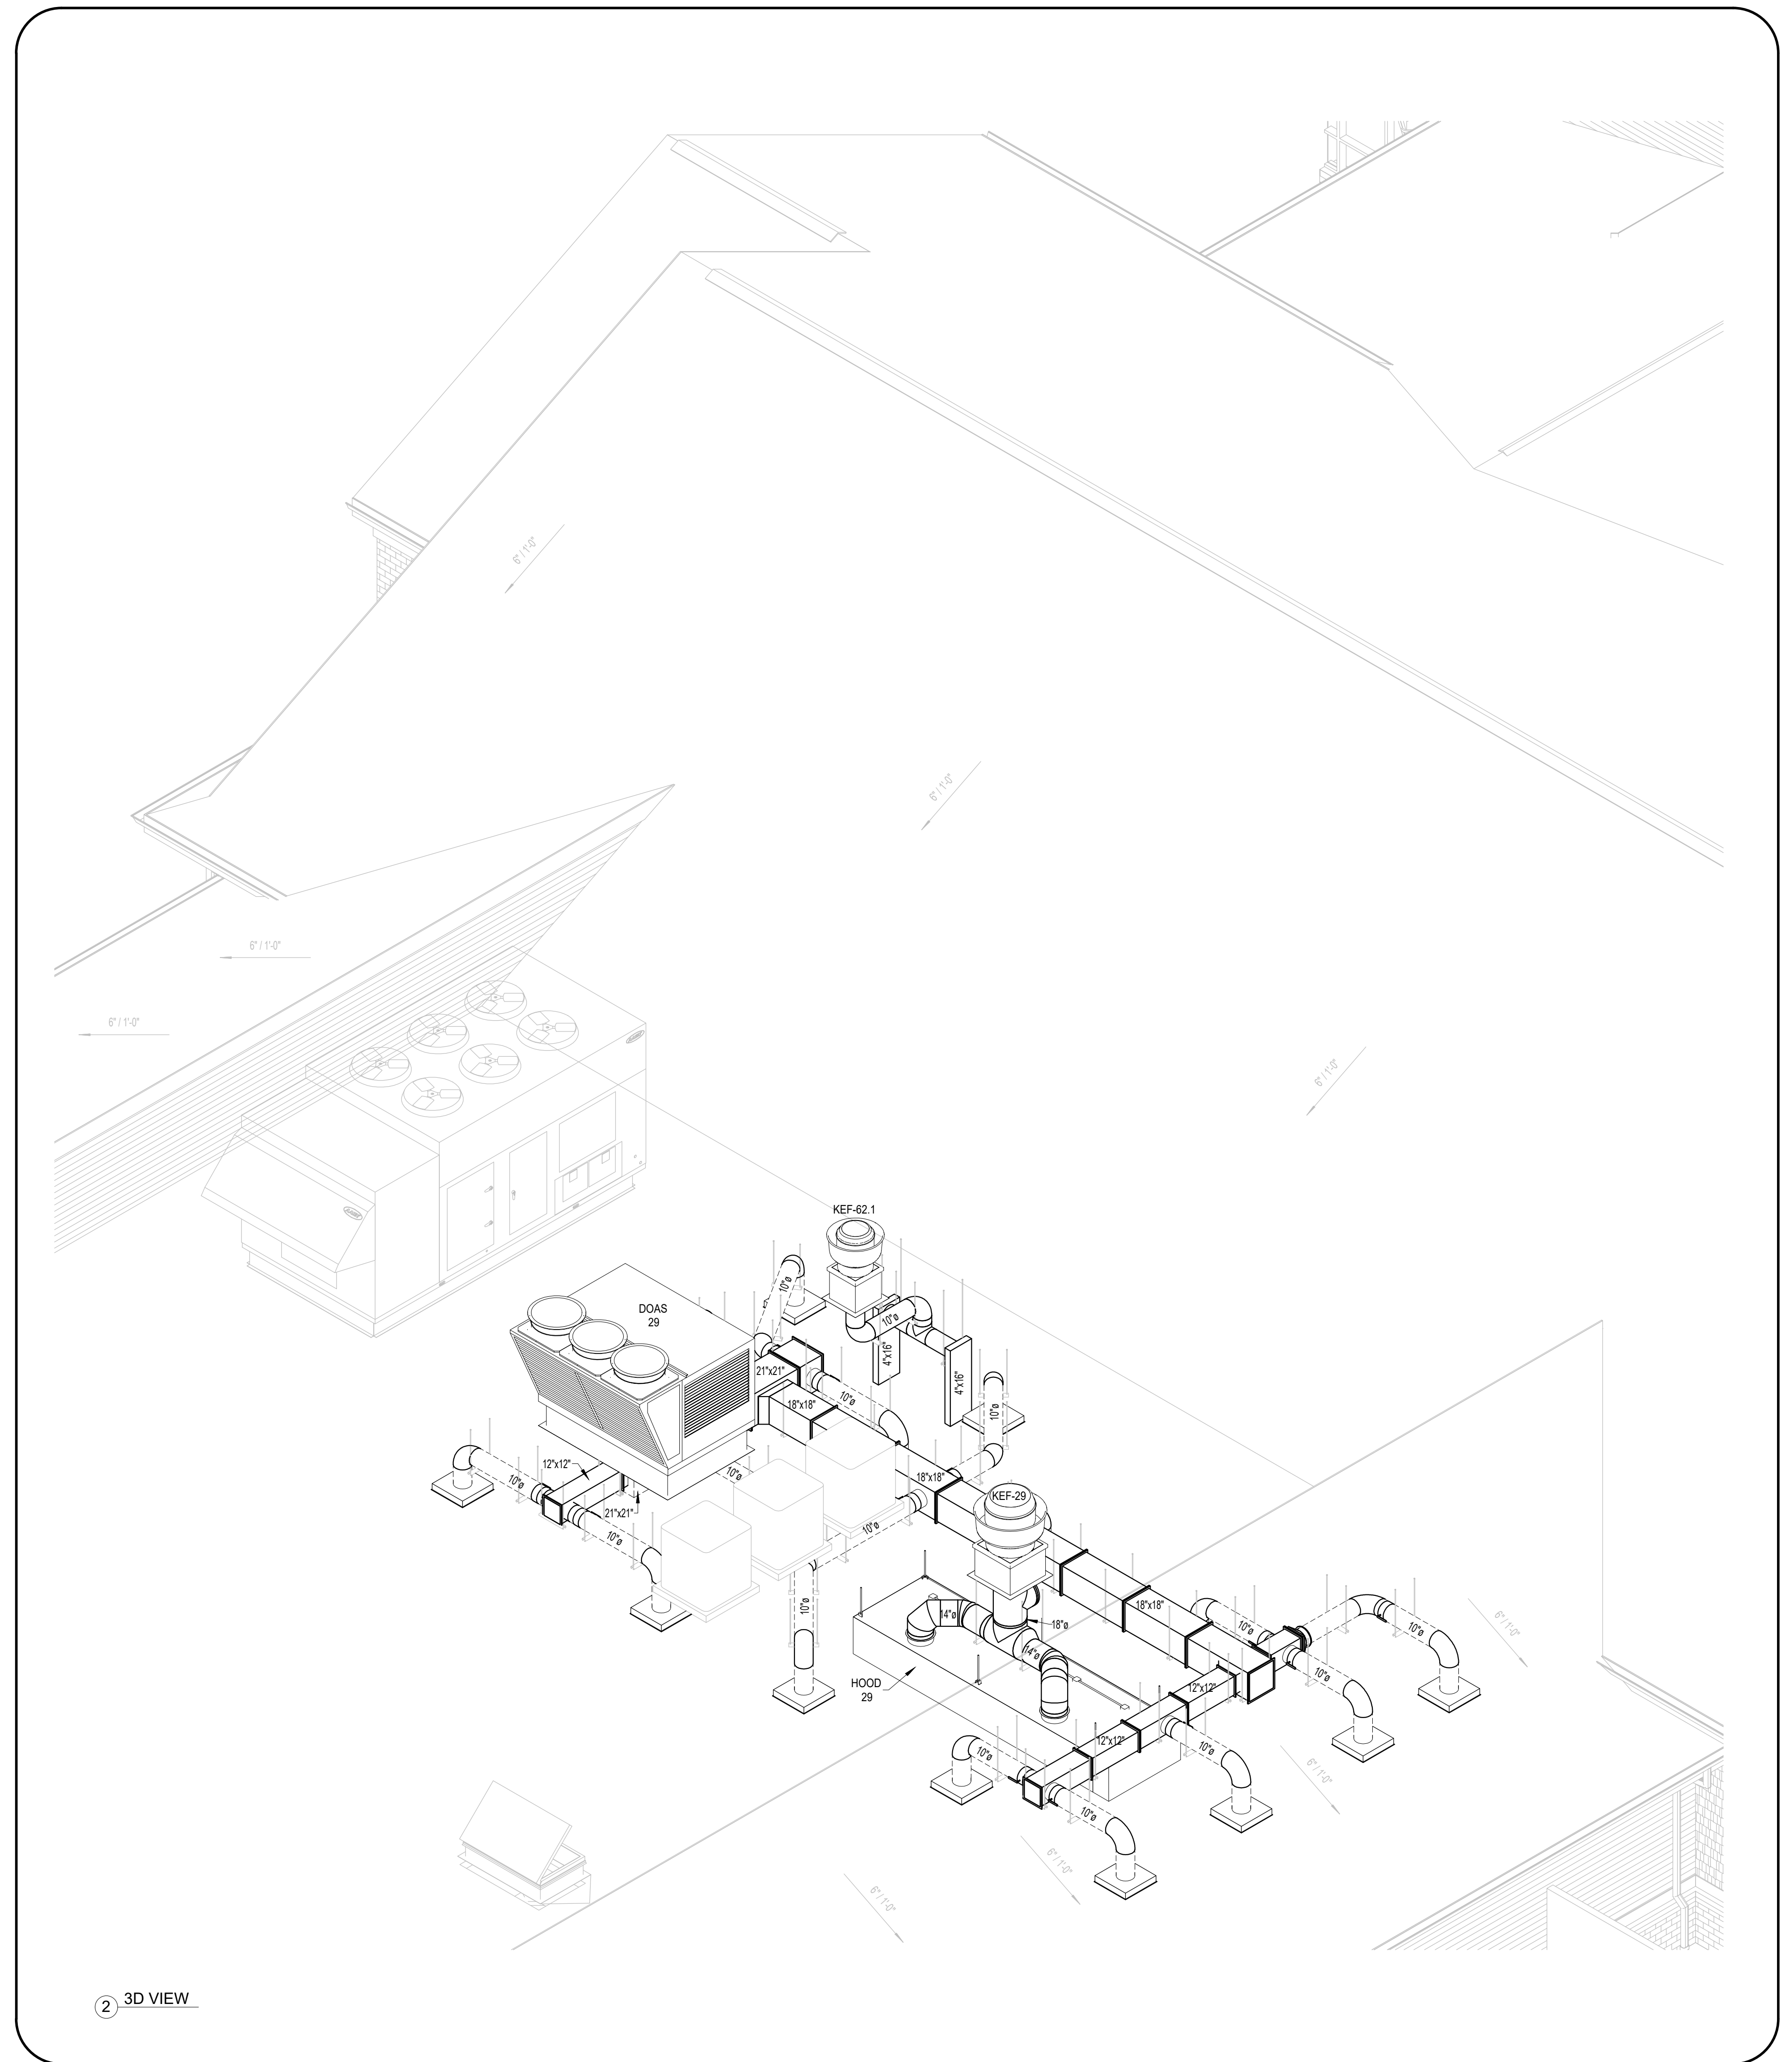 6" / 1'-0"
6" / 1'-0"
6" / 1'-0"
6" / 1'-0"
6" / 1'-0"
KEF-62.1
DOAS
29
10"ø
10"ø
4"x16"
4"x16"
21"x21"
18"x18"
10"ø
10"ø
12"x12"
10"ø
10"ø
18"x18"
21"x21"
10"ø
10"ø
KEF-29
10"ø
14"ø
18"ø
18"x18"
14"ø
10"ø
10"ø
6" / 1'-0"
HOOD
29
12"x12"
12"x12"
10"ø
10"ø
10"ø
6" / 1'-0"
6" / 1'-0"
6" / 1'-0"
2 3D VIEW